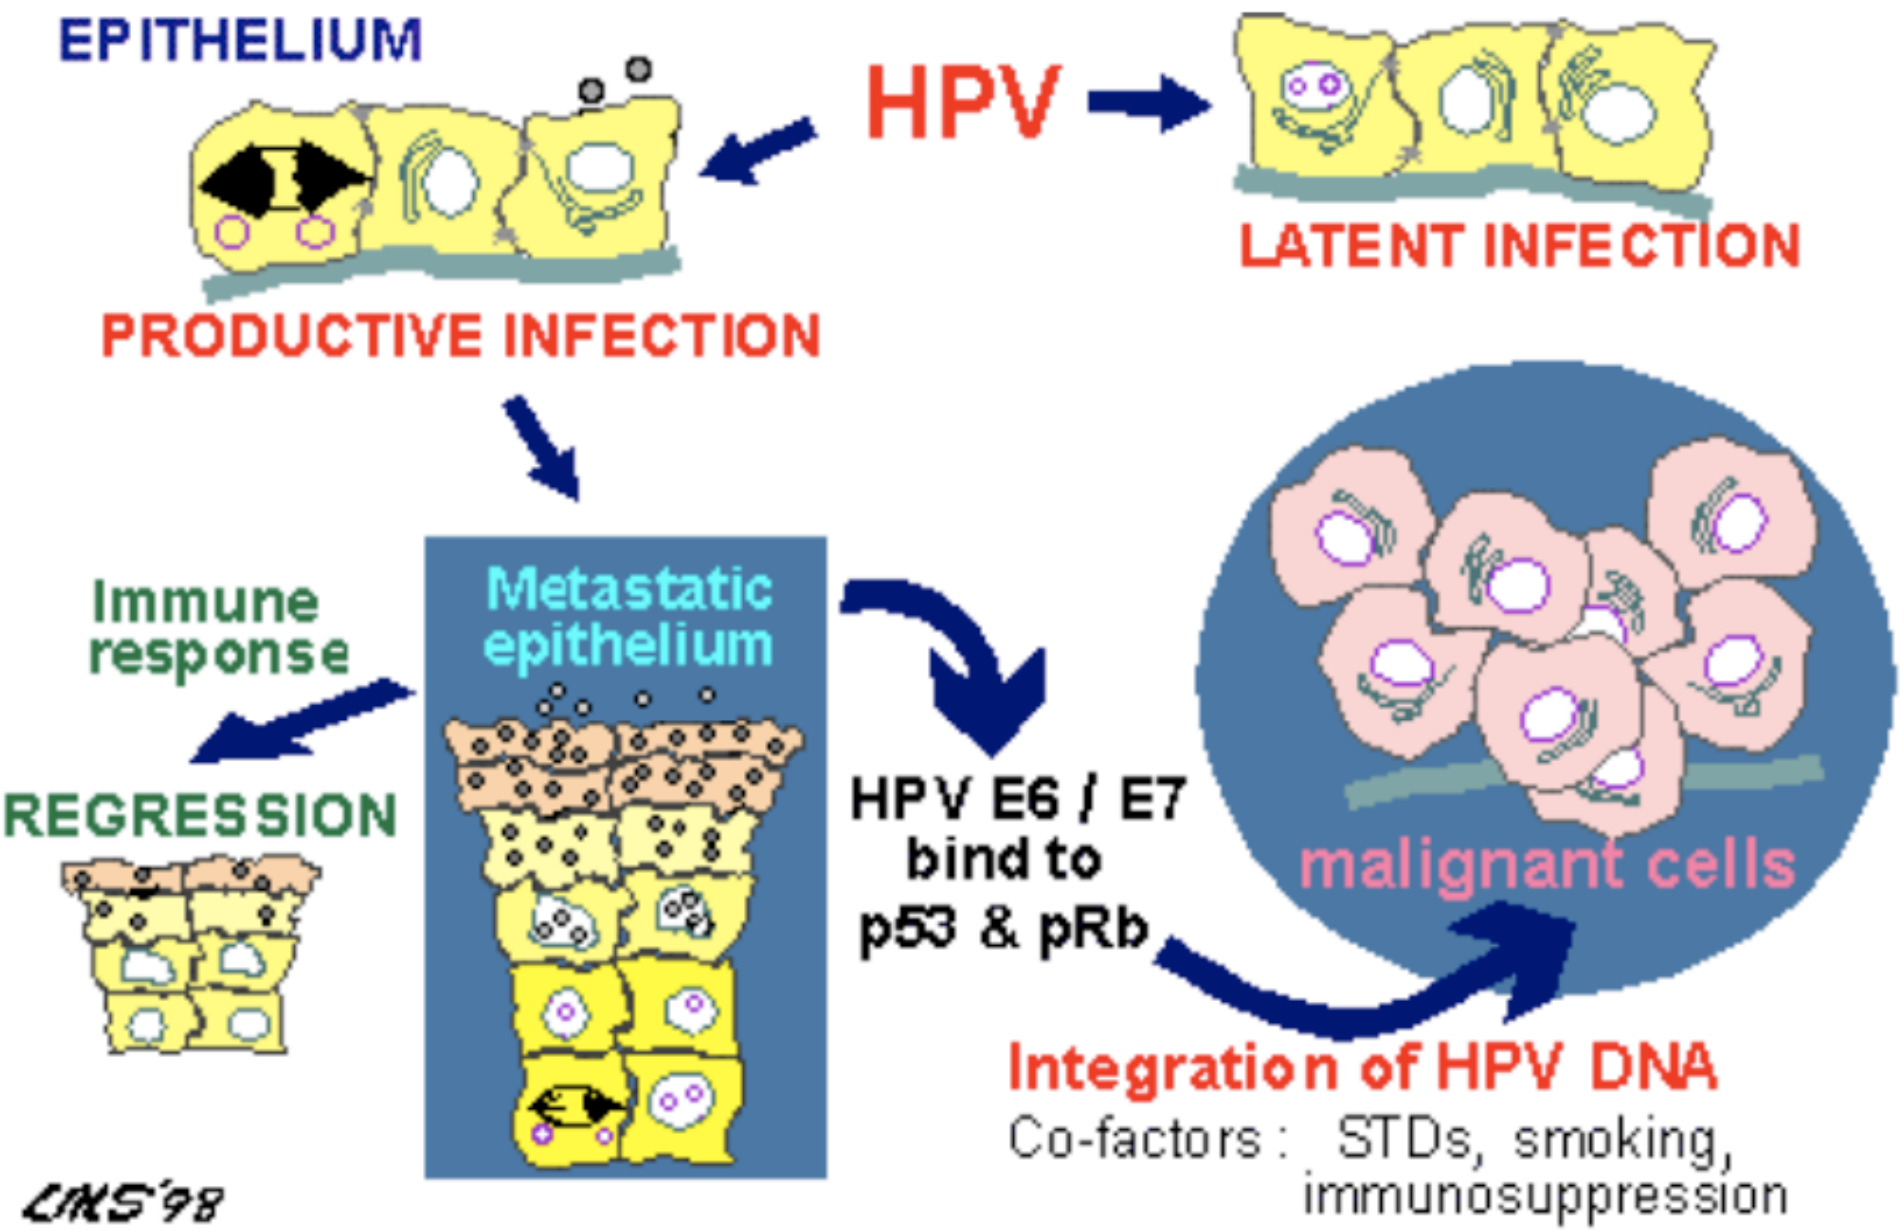 EPITHELIUM
HPV
LATENT INFECTION
PRODUCTIVE INFECTION
Immune
response
REGRESSION
Metastatic
epithelium
HPV E6 / E7
bind to
p53 & pRb
malignant cells
Integration of HPV DNA
Co-factors : STDs, smoking,
immunosuppression
LMS'98